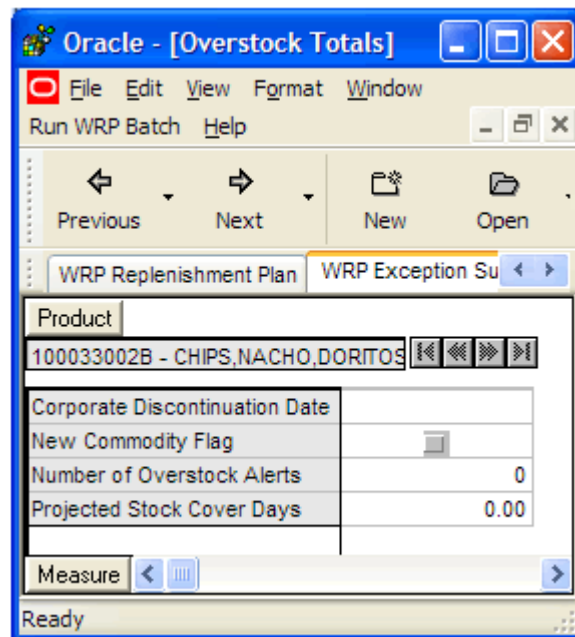 Oracle - [Overstock Totals]
File Edit View Format Window
Run WRP Batch Help
Previous Next New Open
WRP Replenishment Plan WRP Exception Su
Product
100033002B - CHIPS,NACHO,DORITOS
Corporate Discontinuation Date
New Commodity Flag
Number of Overstock Alerts 0
Projected Stock Cover Days 0.00
Measure
Ready